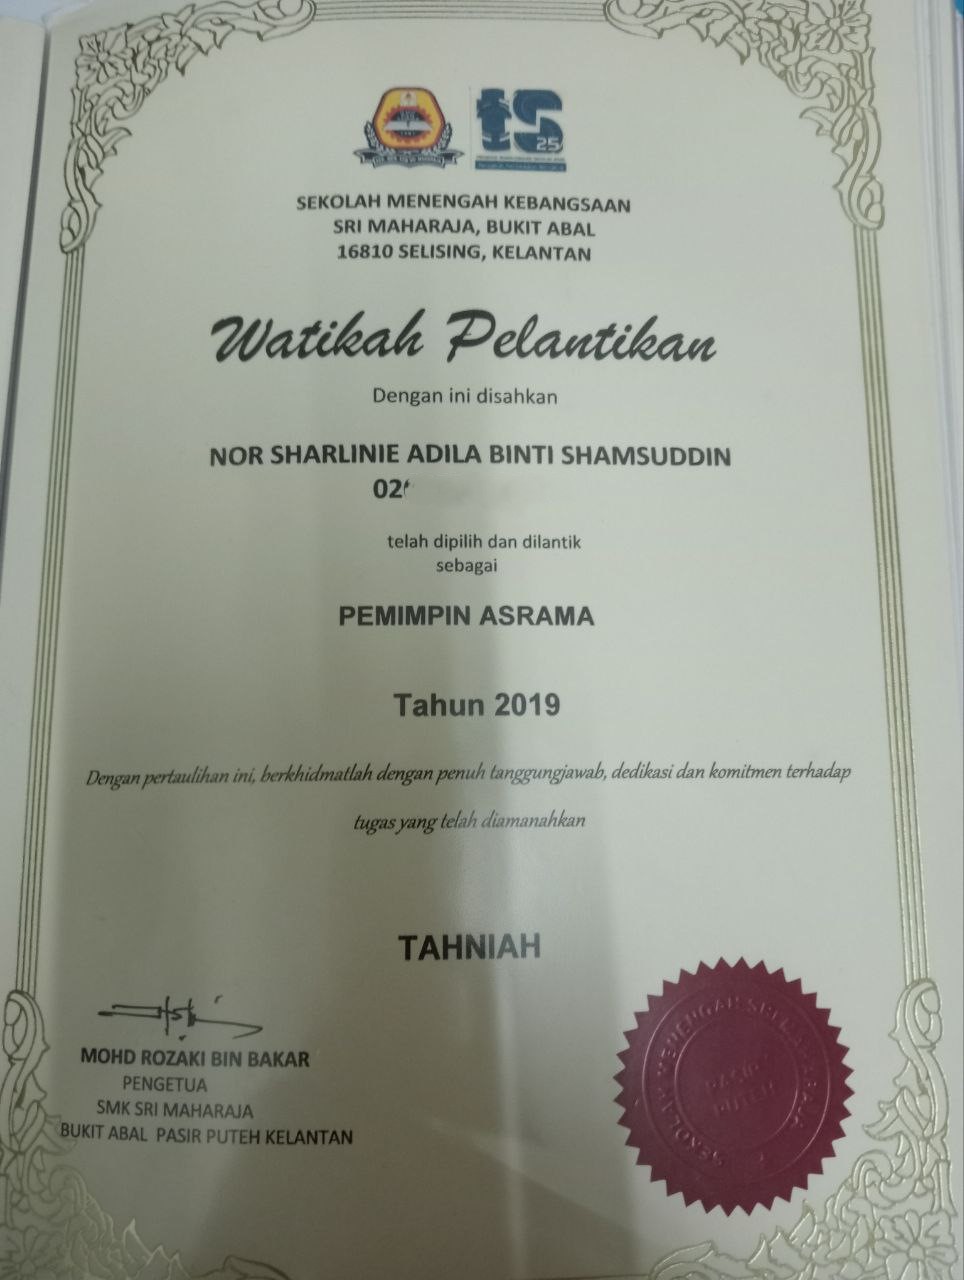 TS
25
SEKOLAH MENENGAH KEBANGSAAN
SRI MAHARAJA, BUKIT ABAL
16810 SELISING, KELANTAN
Watikah Pelantikan
Dengan ini disahkan
NOR SHARLINIE ADILA BINTI SHAMSUDDIN
02
telah dipilih dan dilantik
sebagai
PEMIMPIN ASRAMA
Tahun 2019
Dengan pertaulihan ini, berkhidmatlah dengan penuh tanggungjawab, dedikasi dan komitmen terhadap
tugas yang telah diamanahkan
TAHNIAH
MOHD ROZAKI BIN BAKAR
PENGETUA
SMK SRI MAHARAJA
BUKIT ABAL PASIR PUTEH KELANTAN
SEKOLAH MENENGAH SRI MAHARAJA
PASIR
PUTEH